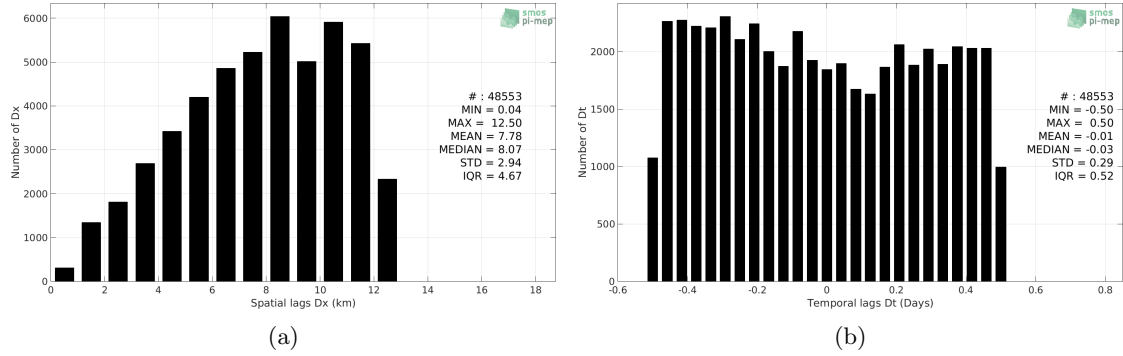 6000
5000
4000
3000
2000
1000
0
Number of Dx
smos
pi-mep
# : 48553
MIN = 0.04
MAX = 12.50
MEAN = 7.78
MEDIAN = 8.07
STD = 2.94
IQR = 4.67
0 2 4 6 8 10 12 14 16 18
Spatial lags Dx (km)
(a)
2000
1500
1000
500
0
Number of Dt
smos
pi-mep
# : 48553
MIN = -0.50
MAX = 0.50
MEAN = -0.01
MEDIAN = -0.03
STD = 0.29
IQR = 0.52
-0.6 -0.4 -0.2 0 0.2 0.4 0.6 0.8
Temporal lags Dt (Days)
(b)